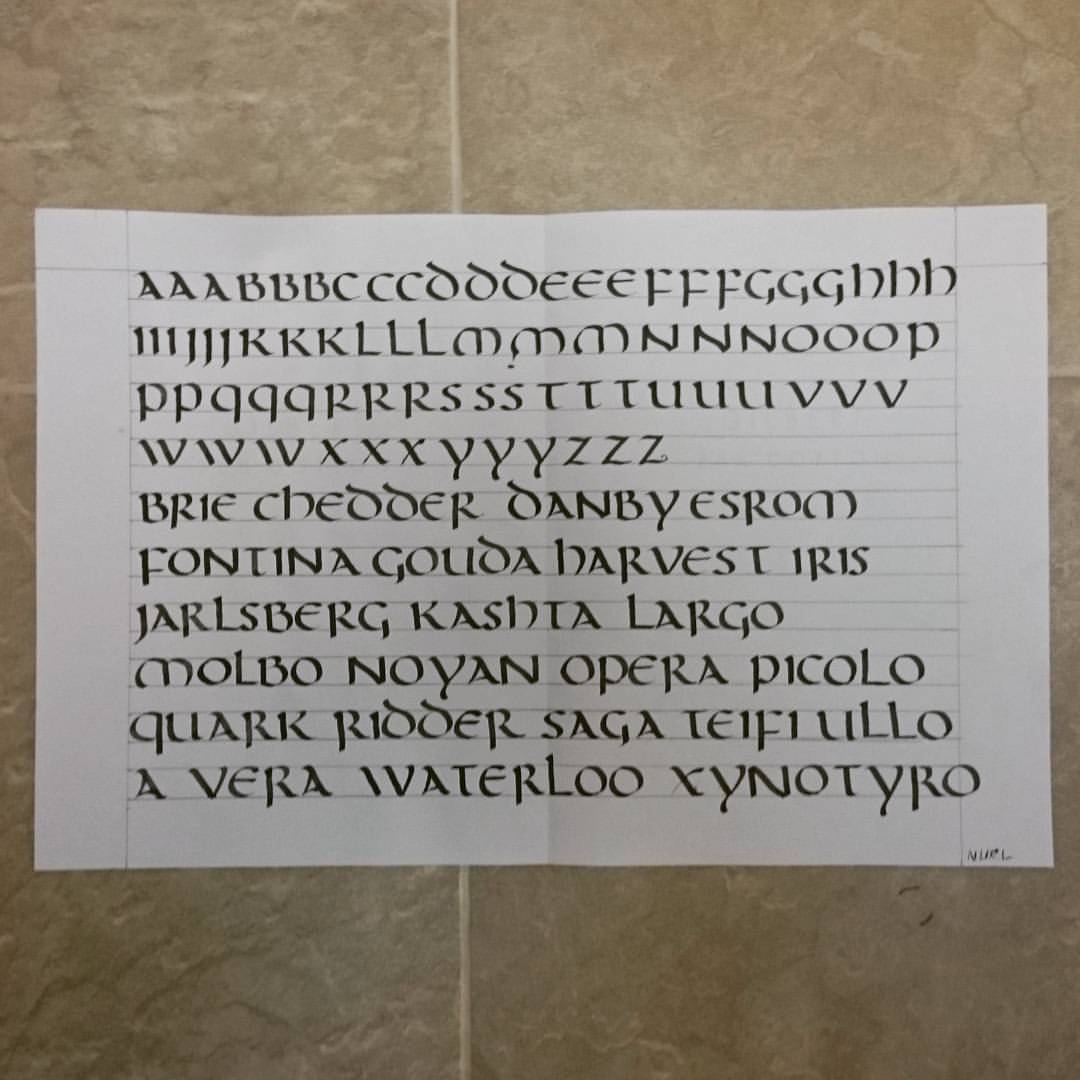 AAABBBCCCDDDEEEFFFGGGhhh
IIIJJJKKKLLLMMMNNNOOOP
PPQQQRRRSSSTTTUUUVVV
WWWXXXYYYZZZ
BRIE CHEDDER DANBY ESROM
FONTINA GOUDA HARVEST IRIS
JARLSBERG KASHTA LARGO
MOLBO NOYAN OPERA PICOLO
QUARK RIDDER SAGA TEIFI ULLO
A VERA WATERLOO XYNOTYRO